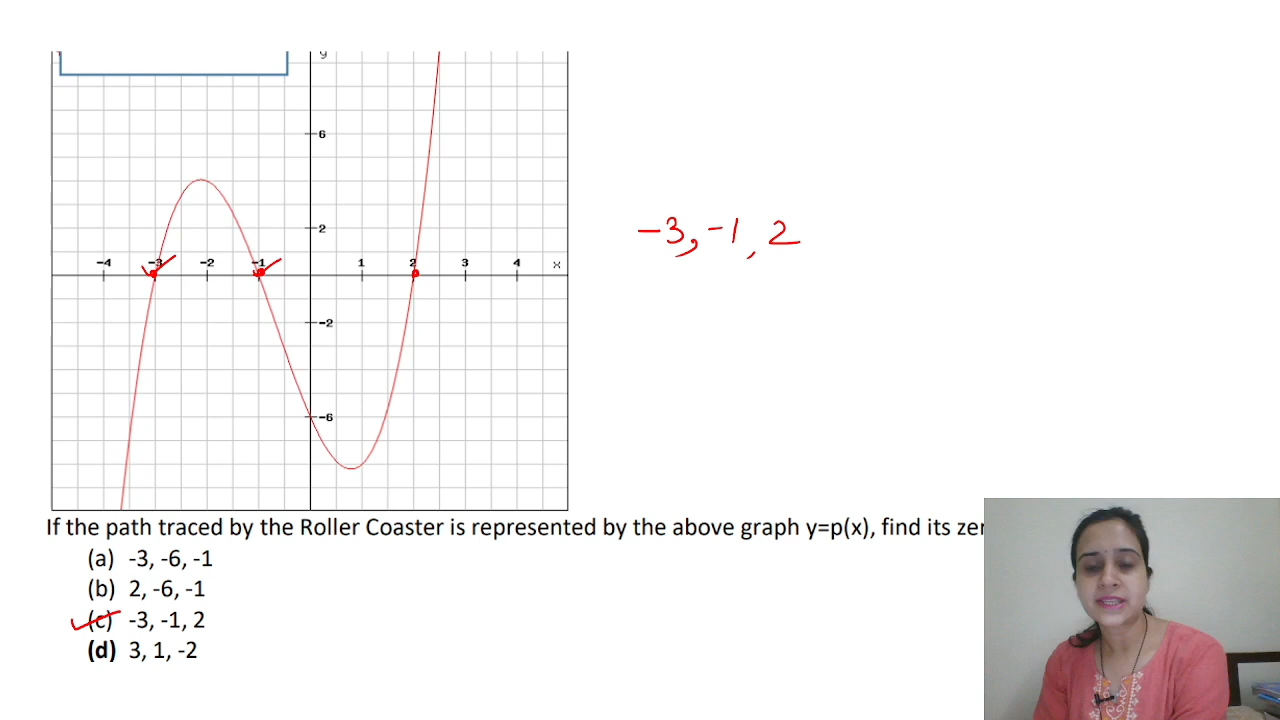 y
6
2
-4 -3 -2 -1 1 2 3 4 x
-2
-6
-3, -1, 2
If the path traced by the Roller Coaster is represented by the above graph y=p(x), find its
(a) -3, -6, -1
(b) 2, -6, -1
(c) -3, -1, 2
(d) 3, 1, -2